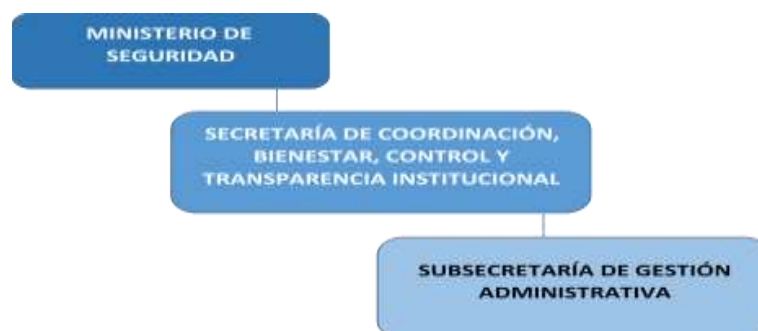 MINISTERIO DE
SEGURIDAD
SECRETARÍA DE COORDINACIÓN,
BIENESTAR, CONTROL Y
TRANSPARENCIA INSTITUCIONAL
SUBSECRETARÍA DE GESTIÓN
ADMINISTRATIVA